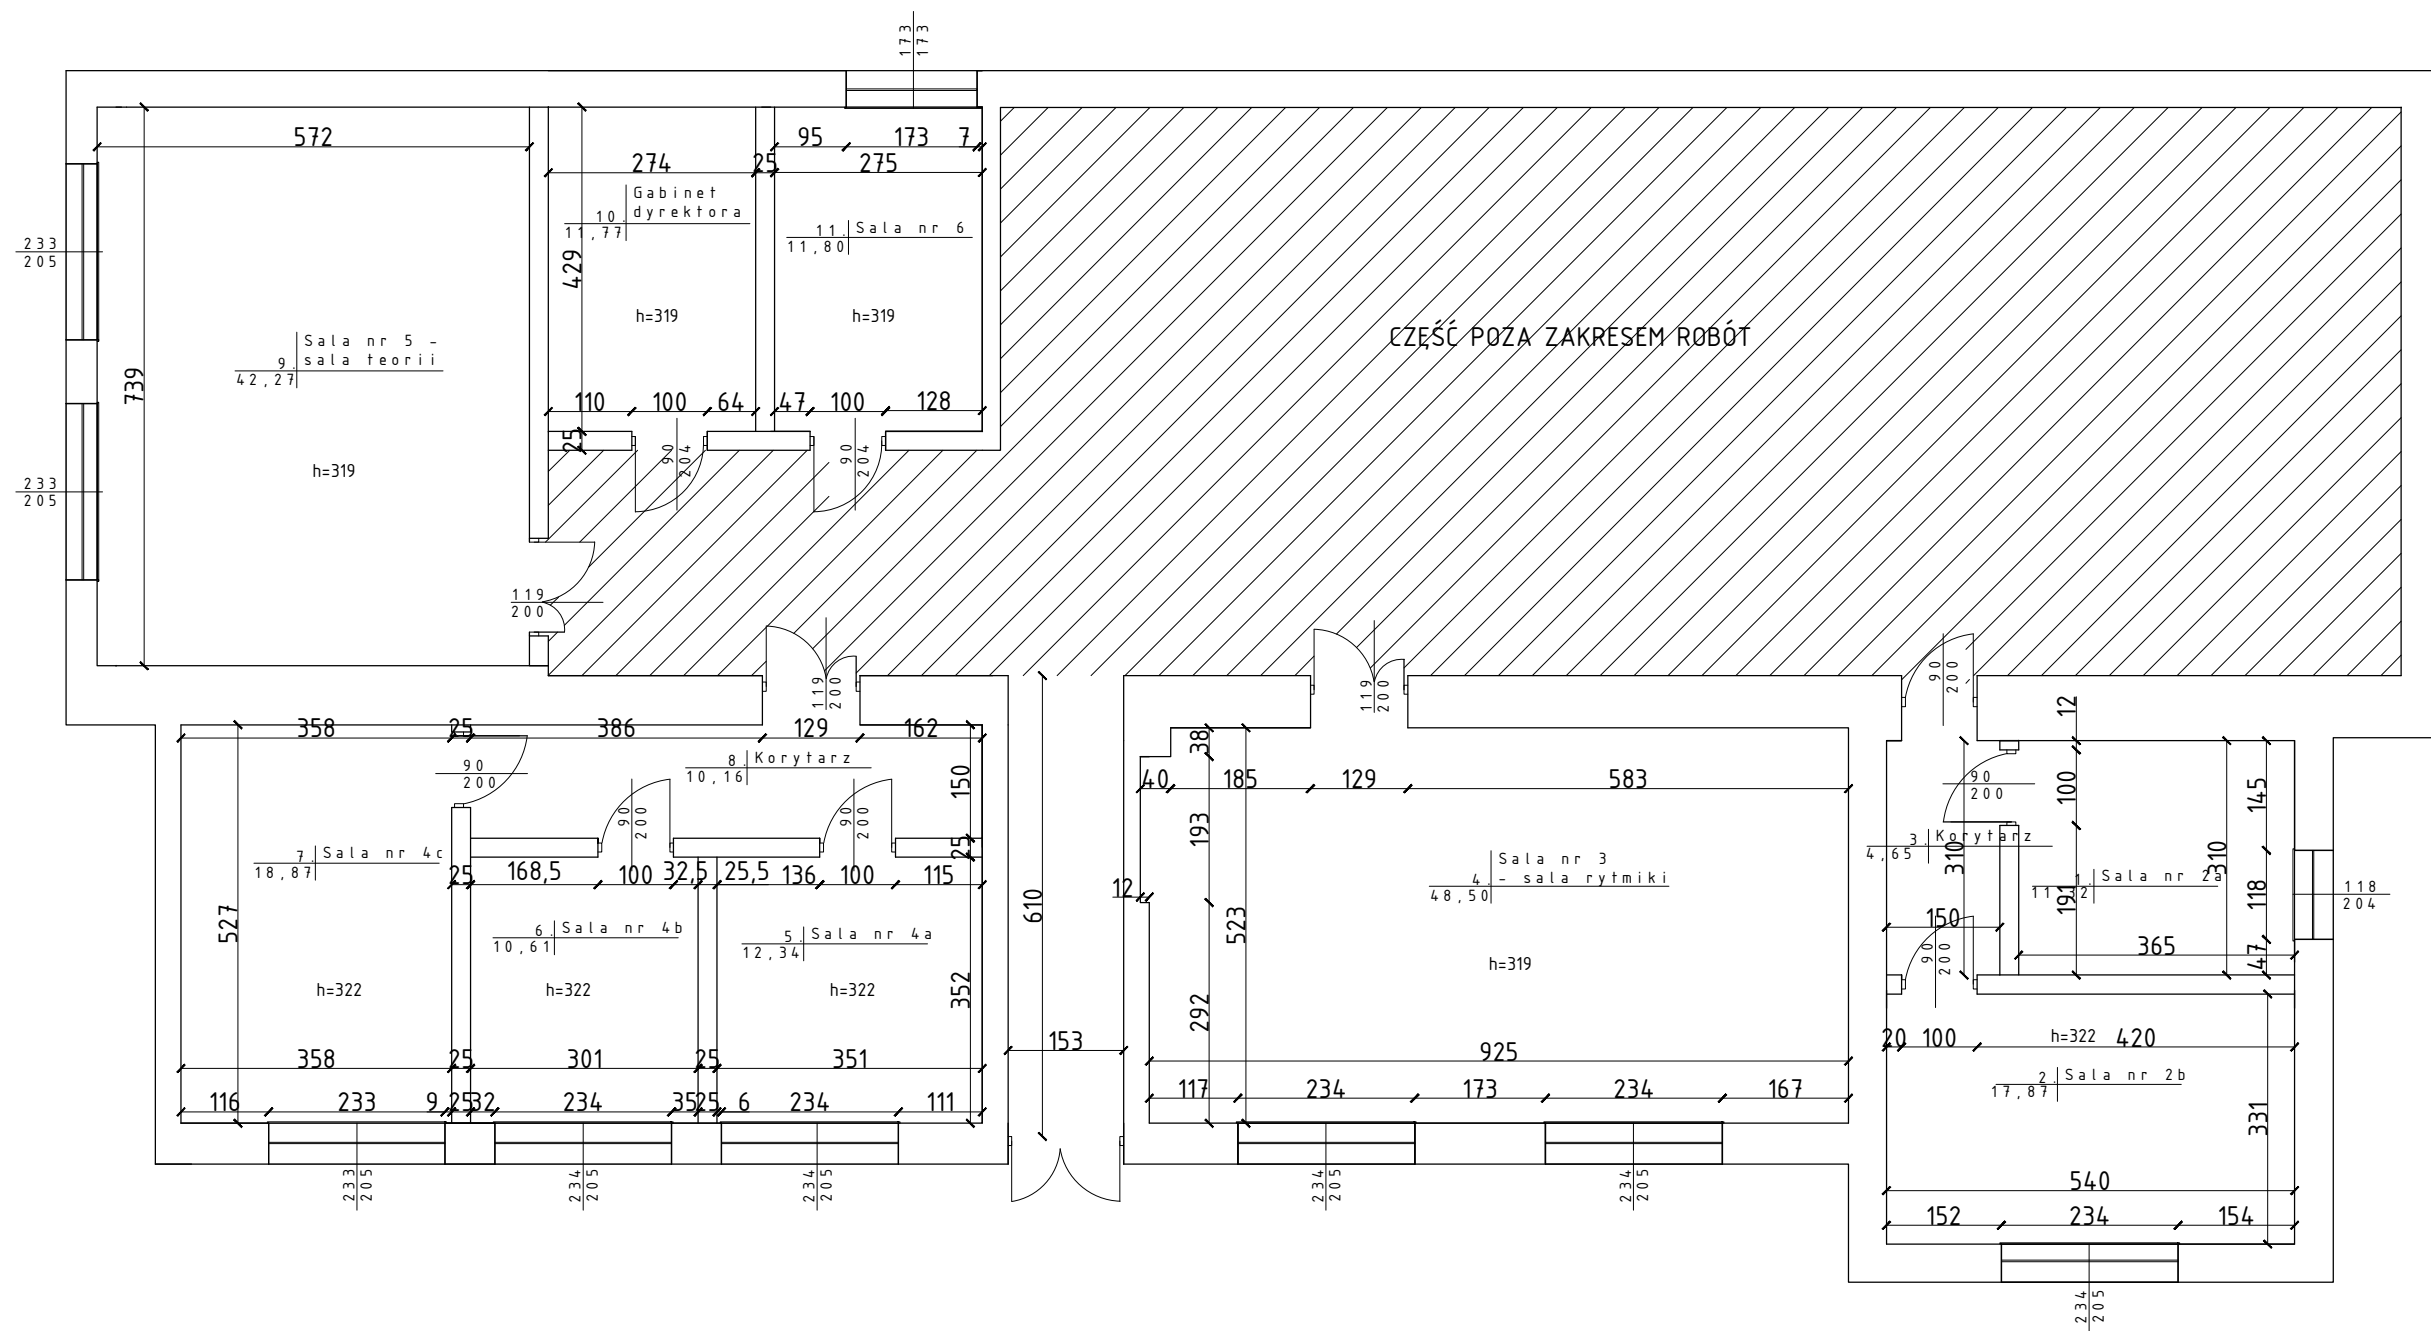 173
173
572
95 173 7
274 25 275
Gabinet
10. dyrektora
11,77
11. Sala nr 6
11,80
429
h=319
h=319
233
205
CZĘŚĆ POZA ZAKRESEM ROBÓT
Sala nr 5 -
9. sala teorii
42,27
739
110 100 64 47 100 128
25
90
204
90
204
h=319
233
205
119
200
119
200
119
200
90
200
358 25 386 129 162
8. Korytarz
10,16
90
200
150
25
90
200
90
200
7. Sala nr 4c
18,87
25 168,5 100 32,5 25,5 136 100 115
6. Sala nr 4b
10,61
5. Sala nr 4a
12,34
527
352
h=322
h=322
h=322
358 25 301 25 351
116 233 9 25 32 234 35 25 6 234 111
233
205
234
205
234
205
610
153
38
40 185 129 583
193
12
Sala nr 3
4. - sala rytmiki
48,50
523
292
h=319
925
117 234 173 234 167
234
205
234
205
12
90
200
100
145
3. Korytarz
4,65
310
310
1. Sala nr 2a
191
118
118
204
150
365
47
90
200
20 100 h=322 420
2. Sala nr 2b
17,87
331
540
152 234 154
234
205